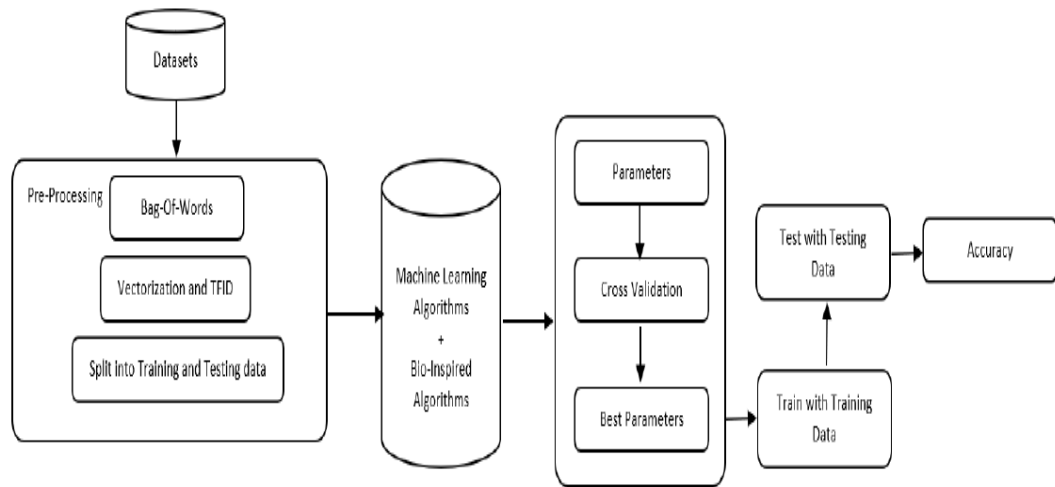 Datasets
Pre-Processing
Bag-Of-Words
Vectorization and TFID
Split into Training and Testing data
Machine Learning
Algorithms
+
Bio-Inspired
Algorithms
Parameters
Cross Validation
Best Parameters
Train with Training
Data
Test with Testing
Data
Accuracy